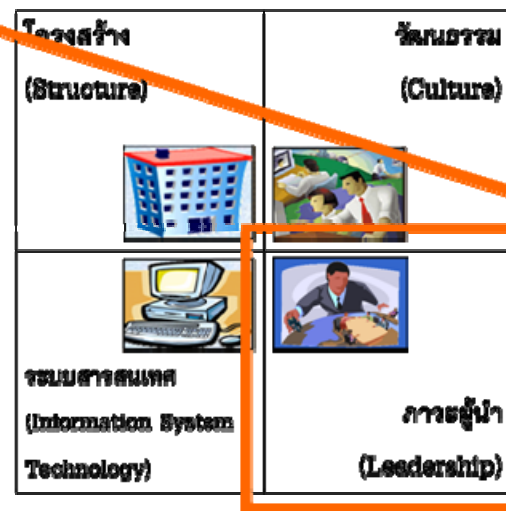 โครงสร้าง
(Structure)
วัฒนธรรม
(Culture)
ระบบสารสนเทศ
(Information System
Technology)
ภาวะผู้นำ
(Leadership)